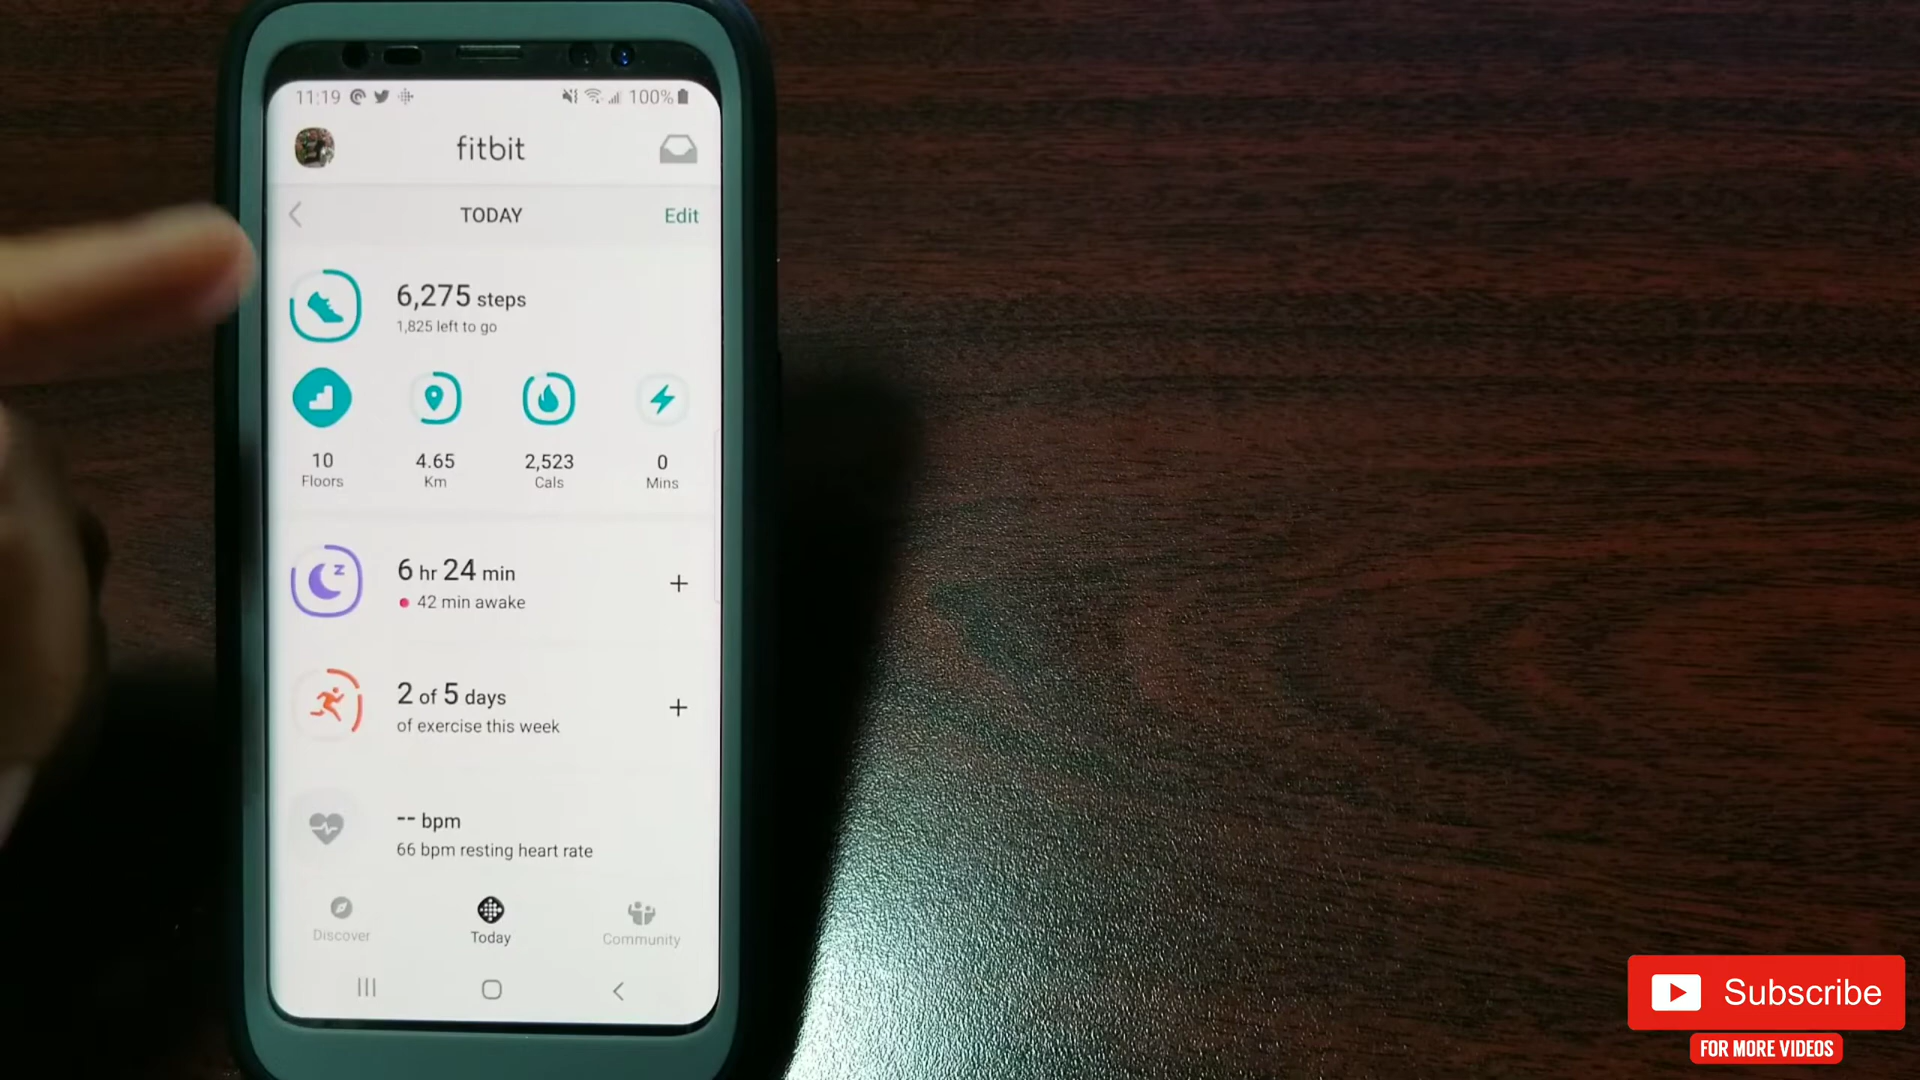 11:19 100%
fitbit
TODAY Edit
6,275 steps
1,825 left to go
10 4.65 2,523 0
Floors Km Cals Mins
6 hr 24 min
42 min awake
2 of 5 days
of exercise this week
-- bpm
66 bpm resting heart rate
Discover Today Community
Subscribe
FOR MORE VIDEOS